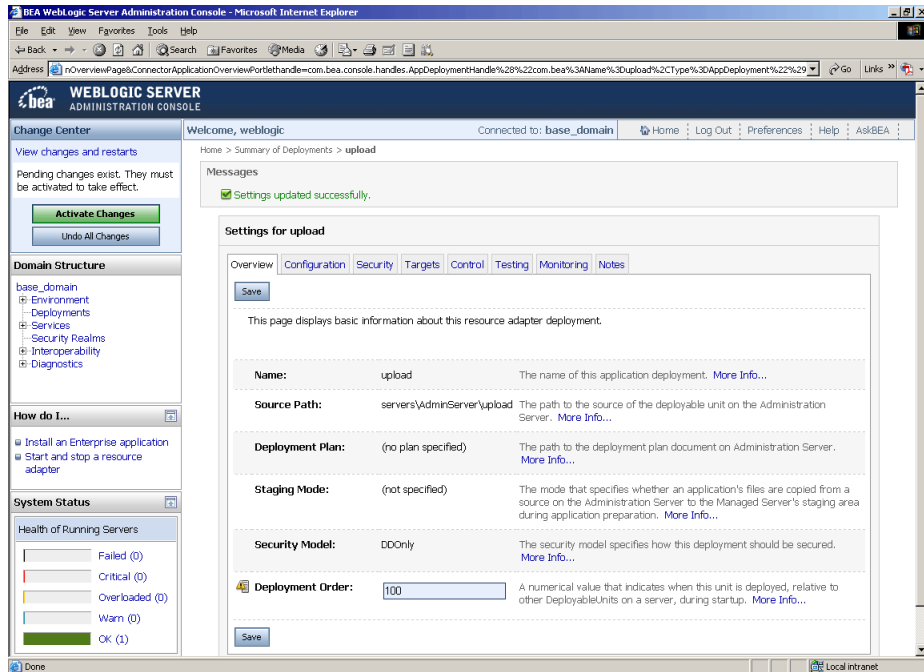 BEA WebLogic Server Administration Console - Microsoft Internet Explorer
File Edit View Favorites Tools Help
Back Search Favorites Media
Address nOverviewPage&ConnectorApplicationOverviewPortlethandle=com.bea.console.handles.AppDeploymentHandle%28%22com.bea%3AName%3Dupload%2CType%3DAppDeployment%22%29 Go Links »
bea WEBLOGIC SERVER
ADMINISTRATION CONSOLE
Change Center
View changes and restarts
Pending changes exist. They must
be activated to take effect.
Activate Changes
Undo All Changes
Domain Structure
base_domain
Environment
Deployments
Services
Security Realms
Interoperability
Diagnostics
How do I...
Install an Enterprise application
Start and stop a resource
adapter
System Status
Health of Running Servers
Failed (0)
Critical (0)
Overloaded (0)
Warn (0)
OK (1)
Welcome, weblogic
Connected to: base_domain
Home Log Out Preferences Help AskBEA
Home > Summary of Deployments > upload
Messages
Settings updated successfully.
Settings for upload
Overview Configuration Security Targets Control Testing Monitoring Notes
Save
This page displays basic information about this resource adapter deployment.
Name: upload The name of this application deployment. More Info...
Source Path: servers\AdminServer\upload The path to the source of the deployable unit on the Administration
Server. More Info...
Deployment Plan: (no plan specified) The path to the deployment plan document on Administration Server.
More Info...
Staging Mode: (not specified) The mode that specifies whether an application's files are copied from a
source on the Administration Server to the Managed Server's staging area
during application preparation. More Info...
Security Model: DDOnly The security model specifies how this deployment should be secured.
More Info...
Deployment Order: 100 A numerical value that indicates when this unit is deployed, relative to
other DeployableUnits on a server, during startup. More Info...
Save
Done
Local intranet